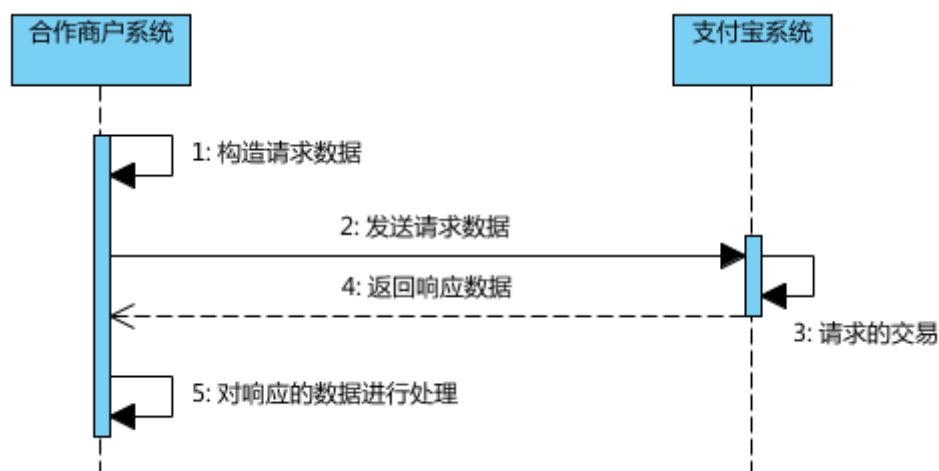 合作商户系统
支付宝系统
1: 构造请求数据
2: 发送请求数据
4: 返回响应数据
3: 请求的交易
5: 对响应的数据进行处理